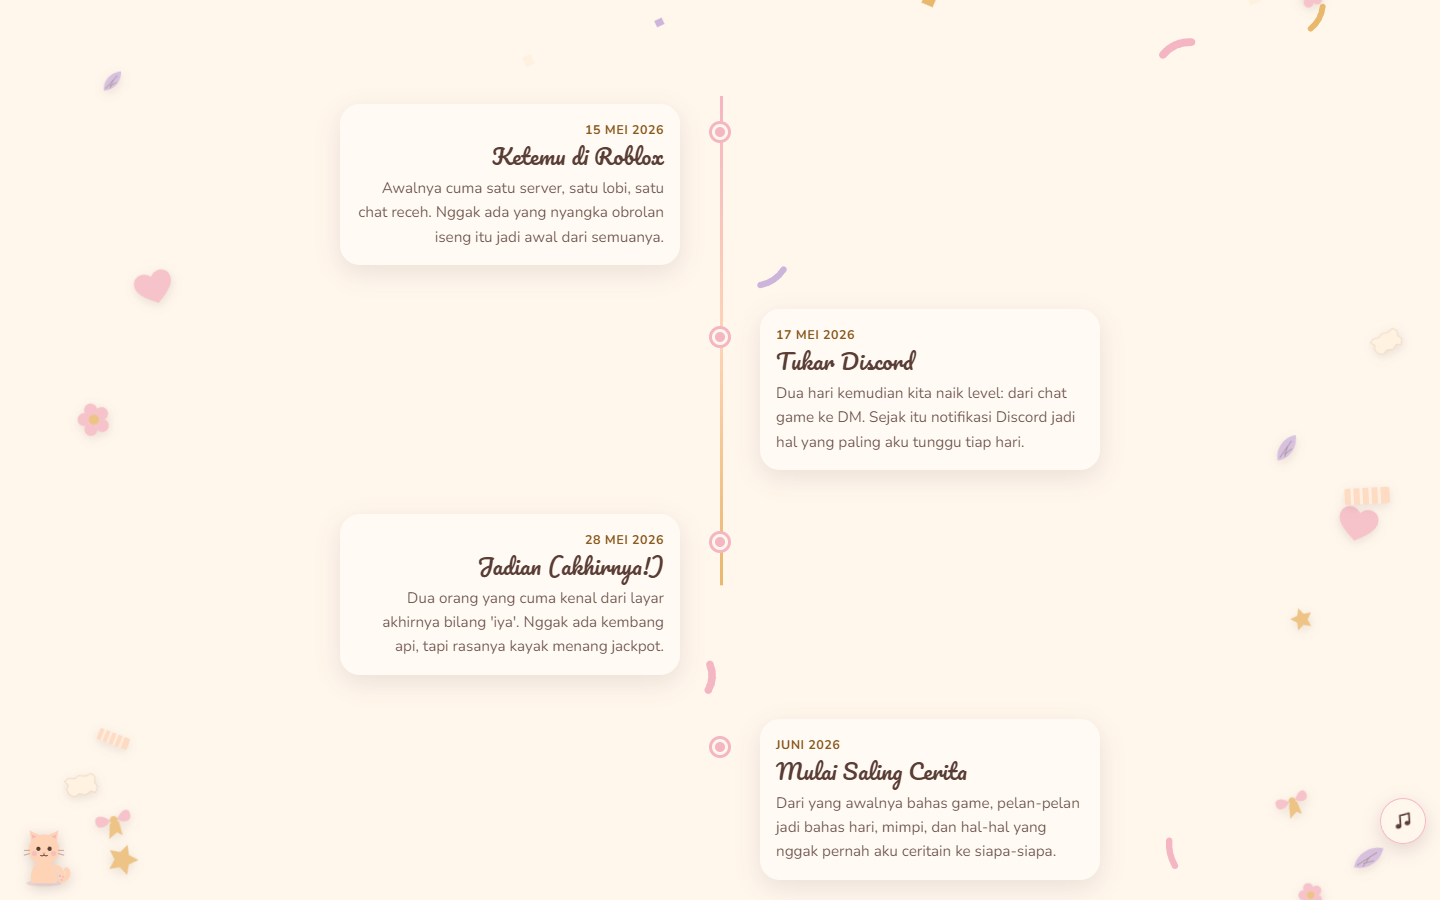 15 MEI 2026
Ketemu di Roblox
Awalnya cuma satu server, satu lobi, satu
chat receh. Nggak ada yang nyangka obrolan
iseng itu jadi awal dari semuanya.
17 MEI 2026
Tukar Discord
Dua hari kemudian kita naik level: dari chat
game ke DM. Sejak itu notifikasi Discord jadi
hal yang paling aku tunggu tiap hari.
28 MEI 2026
Jadian (akhirnya!)
Dua orang yang cuma kenal dari layar
akhirnya bilang 'iya'. Nggak ada kembang
api, tapi rasanya kayak menang jackpot.
JUNI 2026
Mulai Saling Cerita
Dari yang awalnya bahas game, pelan-pelan
jadi bahas hari, mimpi, dan hal-hal yang
nggak pernah aku ceritain ke siapa-siapa.